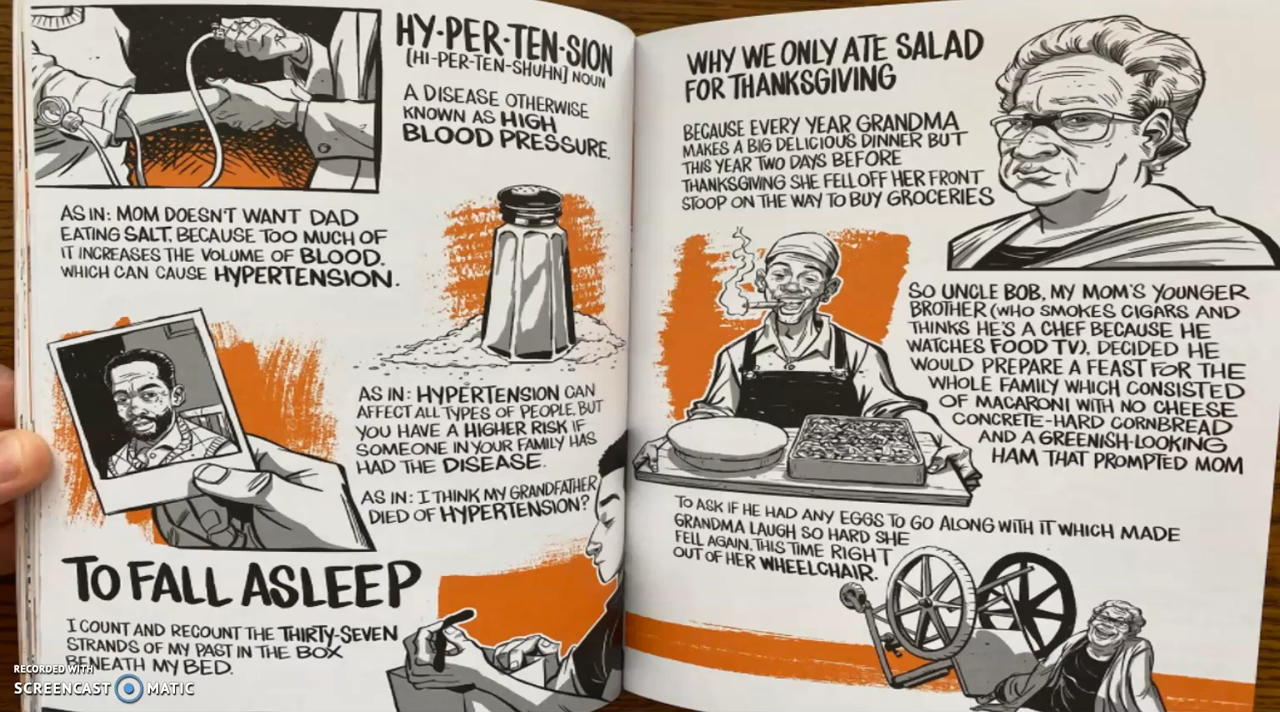 HY-PER-TEN-SION
[HI-PER-TEN-SHUHN] NOUN
A DISEASE OTHERWISE
KNOWN AS HIGH
BLOOD PRESSURE.
AS IN: MOM DOESN'T WANT DAD
EATING SALT, BECAUSE TOO MUCH OF
IT INCREASES THE VOLUME OF BLOOD.
WHICH CAN CAUSE HYPERTENSION.
AS IN: HYPERTENSION CAN
AFFECT ALL TYPES OF PEOPLE, BUT
YOU HAVE A HIGHER RISK IF
SOMEONE IN YOUR FAMILY HAS
HAD THE DISEASE.
AS IN: I THINK MY GRANDFATHER
DIED OF HYPERTENSION?
TO FALL ASLEEP
I COUNT AND RECOUNT THE THIRTY-SEVEN
STRANDS OF MY PAST IN THE BOX
BENEATH MY BED.
WHY WE ONLY ATE SALAD
FOR THANKSGIVING
BECAUSE EVERY YEAR GRANDMA
MAKES A BIG DELICIOUS DINNER BUT
THIS YEAR TWO DAYS BEFORE
THANKSGIVING SHE FELL OFF HER FRONT
STOOP ON THE WAY TO BUY GROCERIES
SO UNCLE BOB, MY MOM'S YOUNGER
BROTHER (WHO SMOKES CIGARS AND
THINKS HE'S A CHEF BECAUSE HE
WATCHES FOOD TV), DECIDED HE
WOULD PREPARE A FEAST FOR THE
WHOLE FAMILY WHICH CONSISTED
OF MACARONI WITH NO CHEESE
CONCRETE-HARD CORNBREAD
AND A GREENISH-LOOKING
HAM THAT PROMPTED MOM
TO ASK IF HE HAD ANY EGGS TO GO ALONG WITH IT WHICH MADE
GRANDMA LAUGH SO HARD SHE
FELL AGAIN, THIS TIME RIGHT
OUT OF HER WHEELCHAIR.
RECORDED WITH
SCREENCAST MATIC